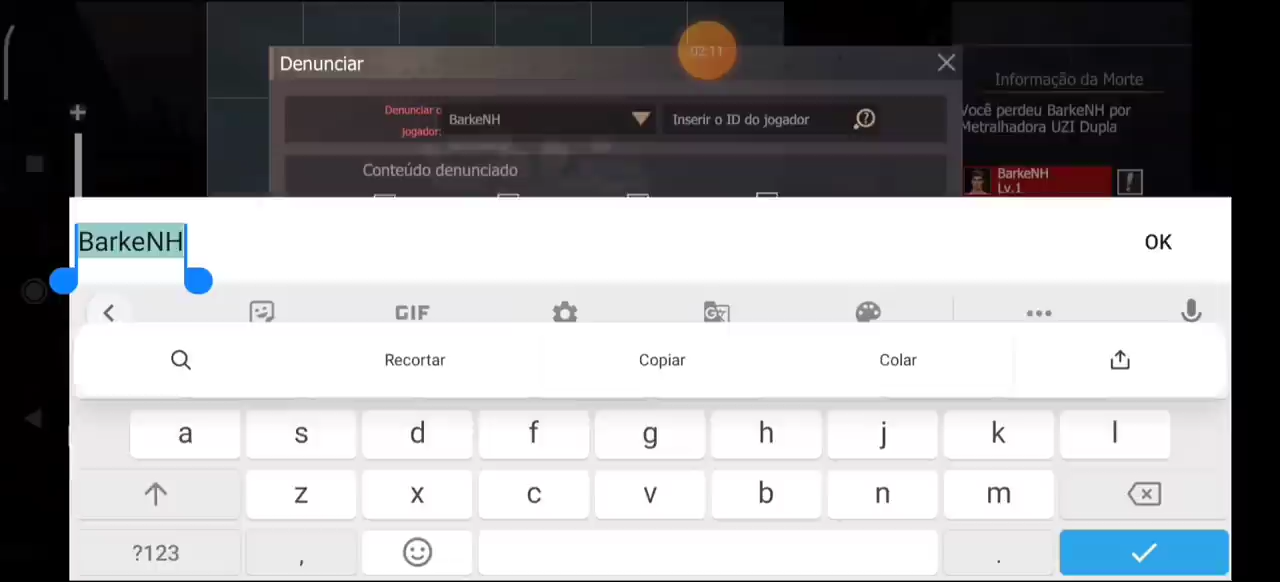 02:11
Denunciar
Informação da Morte
Denunciar o
jogador:
BarkeNH
Inserir o ID do jogador
Você perdeu BarkeNH por
Metralhadora UZI Dupla
Conteúdo denunciado
BarkeNH
Lv.1
BarkeNH
OK
GIF
Recortar
Copiar
Colar
a s d f g h j k l
z x c v b n m
?123 , .